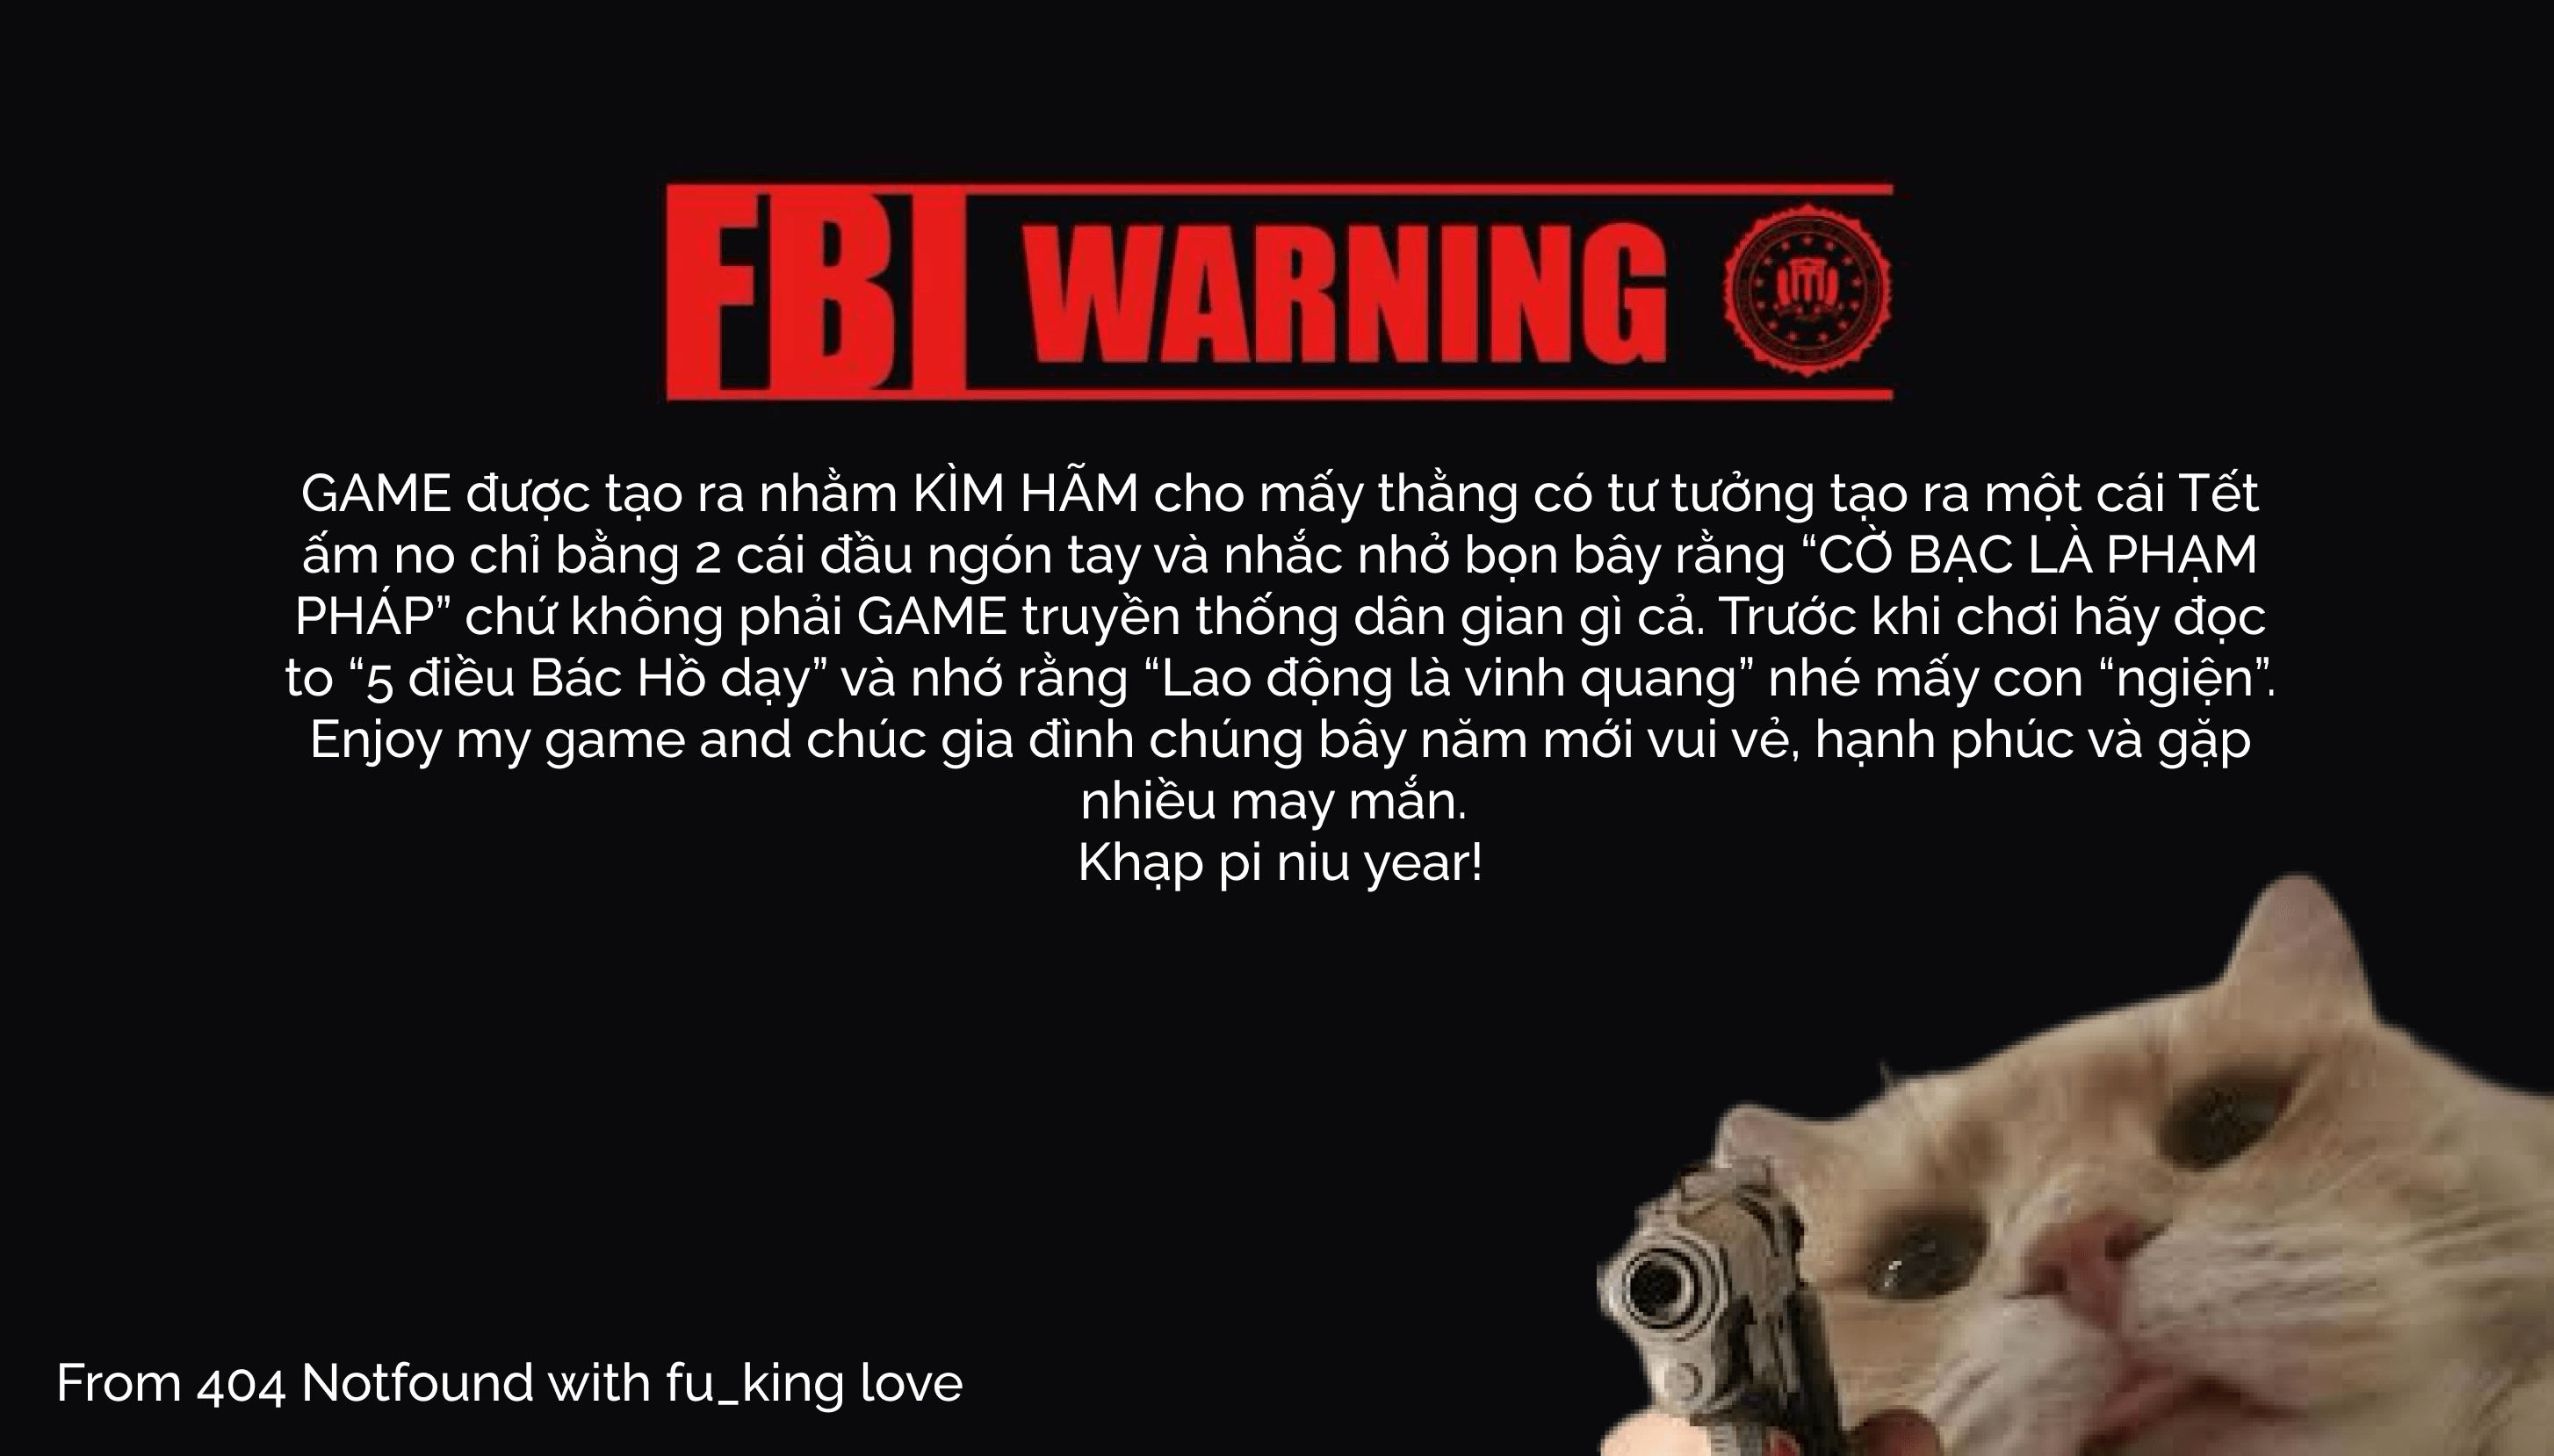 FBI WARNING
GAME được tạo ra nhằm KÌM HÃM cho mấy thằng có tư tưởng tạo ra một cái Tết
ấm no chỉ bằng 2 cái đầu ngón tay và nhắc nhở bọn bây rằng “CỜ BẠC LÀ PHẠM
PHÁP” chứ không phải GAME truyền thống dân gian gì cả. Trước khi chơi hãy đọc
to “5 điều Bác Hồ dạy” và nhớ rằng “Lao động là vinh quang” nhé mấy con “ngiện”.
Enjoy my game and chúc gia đình chúng bây năm mới vui vẻ, hạnh phúc và gặp
nhiều may mắn.
Khạp pi niu year!
From 404 Notfound with fu_king love